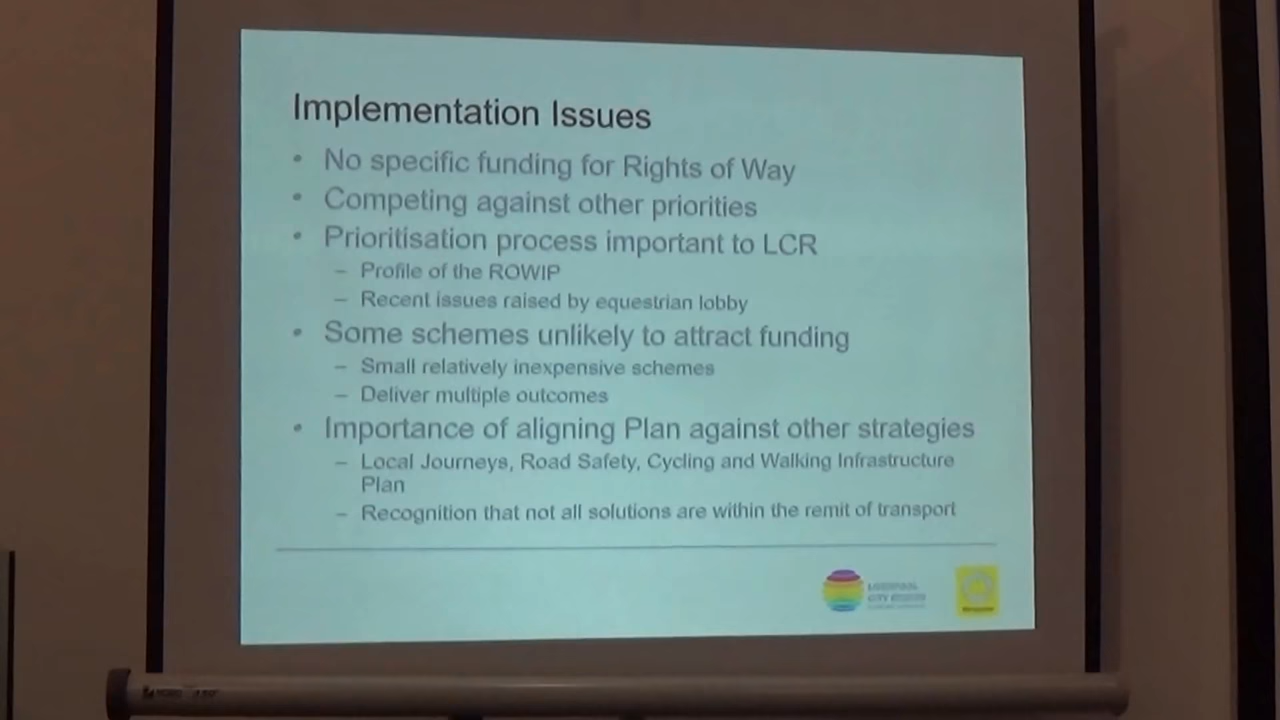 Implementation Issues
• No specific funding for Rights of Way
• Competing against other priorities
• Prioritisation process important to LCR
– Profile of the ROWIP
– Recent issues raised by equestrian lobby
• Some schemes unlikely to attract funding
– Small relatively inexpensive schemes
– Deliver multiple outcomes
• Importance of aligning Plan against other strategies
– Local Journeys, Road Safety, Cycling and Walking Infrastructure
Plan
– Recognition that not all solutions are within the remit of transport
LIVERPOOL
CITY REGION